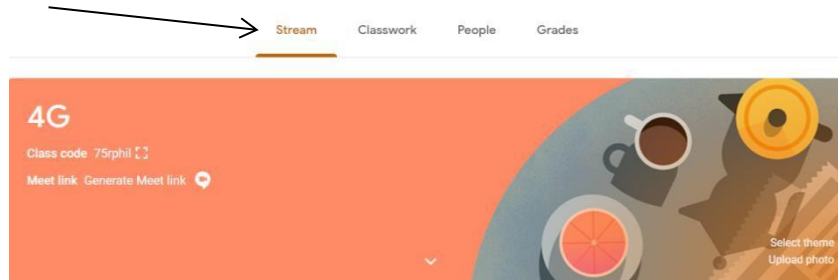 Stream Classwork People Grades
4G
Class code 75rphil
Meet link Generate Meet link
Select theme
Upload photo